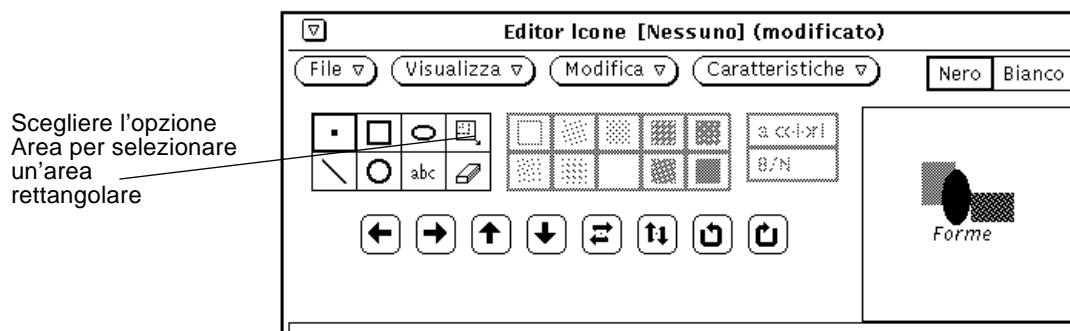 Editor Icone [Nessuno] (modificato)
File Visualizza Modifica Caratteristiche Nero Bianco
Scegliere l'opzione
Area per selezionare
un'area
rettangolare
abc
a colori
B/N
Forme